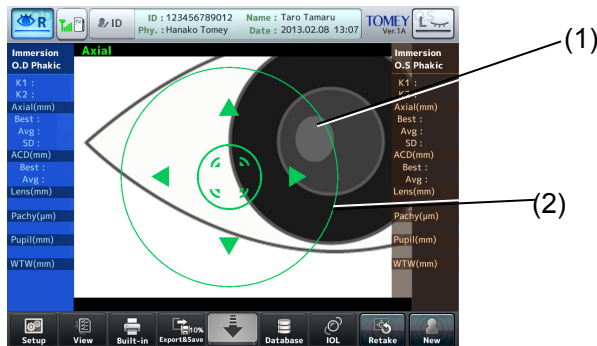 R
ID
ID : 123456789012 Name : Taro Tamaru
Phy. : Hanako Tomey Date : 2013.02.08 13:07
TOMEY
Ver.1A
OS
L
Immersion
O.D Phakic
K1 :
K2 :
Axial(mm)
Best :
Avg :
SD :
ACD(mm)
Best :
Avg :
Lens(mm)
Pachy(μm)
Pupil(mm)
WTW(mm)
Axial
Immersion
O.S Phakic
K1 :
K2 :
Axial(mm)
Best :
Avg :
SD :
ACD(mm)
Best :
Avg :
Lens(mm)
Pachy(μm)
Pupil(mm)
WTW(mm)
(1)
(2)
10%
Setup
View
Built-in
Export&Save
Database
IOL
Retake
New